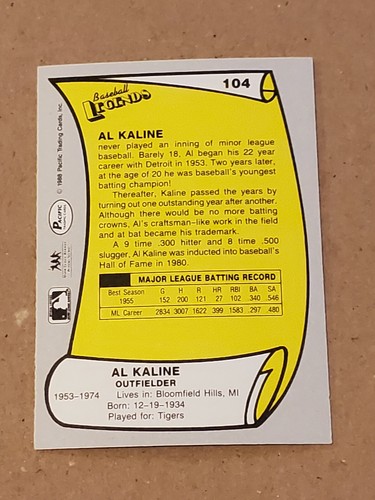 104
Baseball
LEGENDS
AL KALINE
never played an inning of minor league
baseball. Barely 18, Al began his 22 year
career with Detroit in 1953. Two years later,
at the age of 20 he was baseball's youngest
batting champion!
Thereafter, Kaline passed the years by
turning out one outstanding year after another.
Although there would be no more batting
crowns, Al's craftsman-like work in the field
and at bat became his trademark.
A 9 time .300 hitter and 8 time .500
slugger, Al Kaline was inducted into baseball's
Hall of Fame in 1980.
MAJOR LEAGUE BATTING RECORD
Best Season G H R HR RBI BA SA
1955 152 200 121 27 102 .340 .546
ML Career 2834 3007 1622 399 1583 .297 .480
AL KALINE
OUTFIELDER
1953-1974 Lives in: Bloomfield Hills, MI
Born: 12-19-1934
Played for: Tigers
© 1988 Pacific Trading Cards, Inc.
PACIFIC